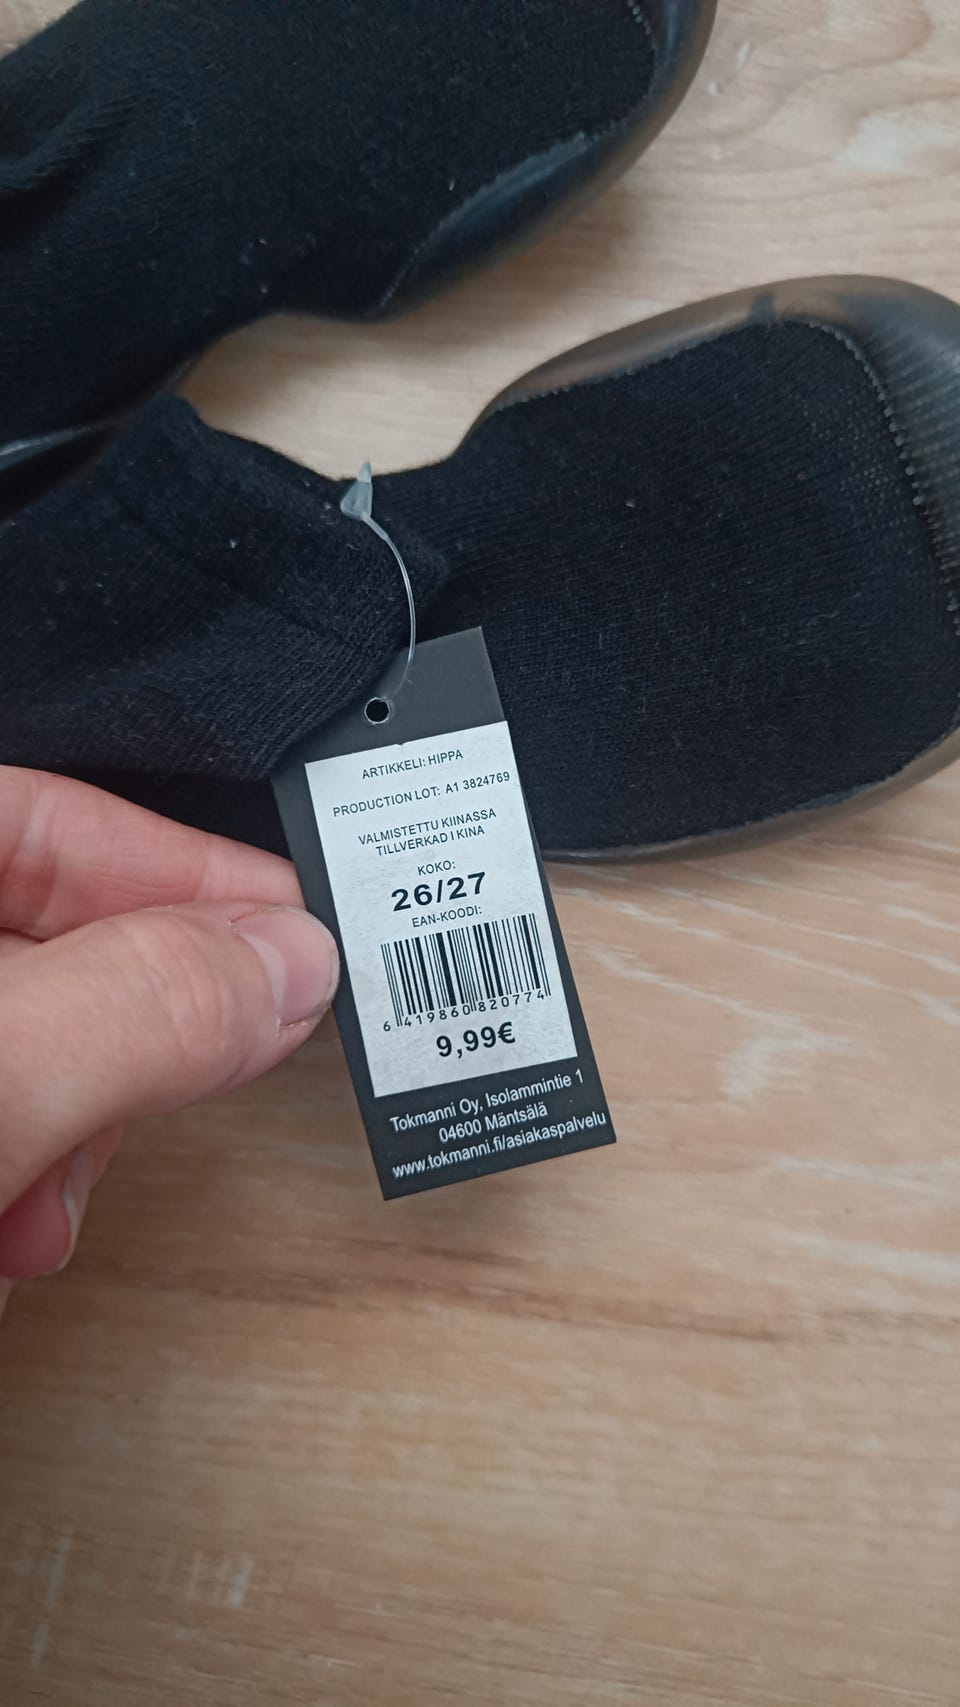 ARTIKKELI: HIPPA
PRODUCTION LOT: A1 3824769
VALMISTETTU KIINASSA
TILLVERKAD I KINA
KOKO:
26/27
EAN-KOODI:
6 419860 820774
9,99€
Tokmanni Oy, Isolammintie 1
04600 Mäntsälä
www.tokmanni.fi/asiakaspalvelu